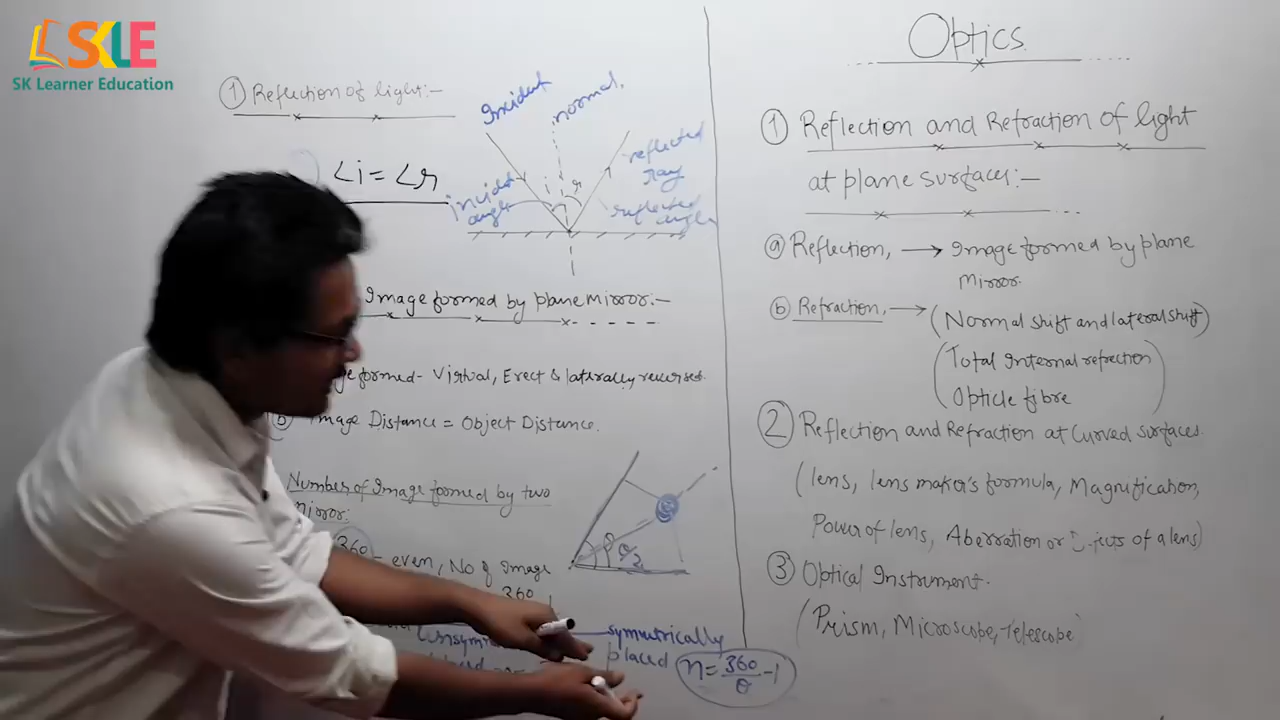 SKLE
SK Learner Education
① Reflection of light:-
∠i = ∠r
Incident
normal,
reflected
ray
reflected
angle
incident
angle
i
r
Image formed by plane mirror:-
formed - Virtual, Erect & laterally reversed.
ⓑ Image Distance = Object Distance.
Number of Image formed by two
mirror:
360 - even, No of Image
360
θ/2
symmetrically
placed
n = 360/θ - 1
Optics.
① Reflection and Refraction of light
at plane surfaces:-
ⓐ Reflection, → Image formed by plane
Mirror.
ⓑ Refraction, → (Normal shift and lateral shift)
(Total Internal refrection
Opticle fibre)
② Reflection and Refraction at Curved surfaces.
(lens, lens maker's formula, Magnification,
Power of lens, Aberration or of a lens)
③ Optical Instrument.
(Prism, Microscope, Telescope